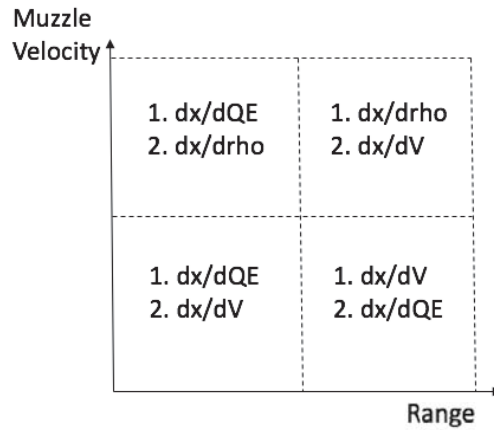 Muzzle
Velocity
1. dx/dQE
2. dx/drho
1. dx/drho
2. dx/dV
1. dx/dQE
2. dx/dV
1. dx/dV
2. dx/dQE
Range